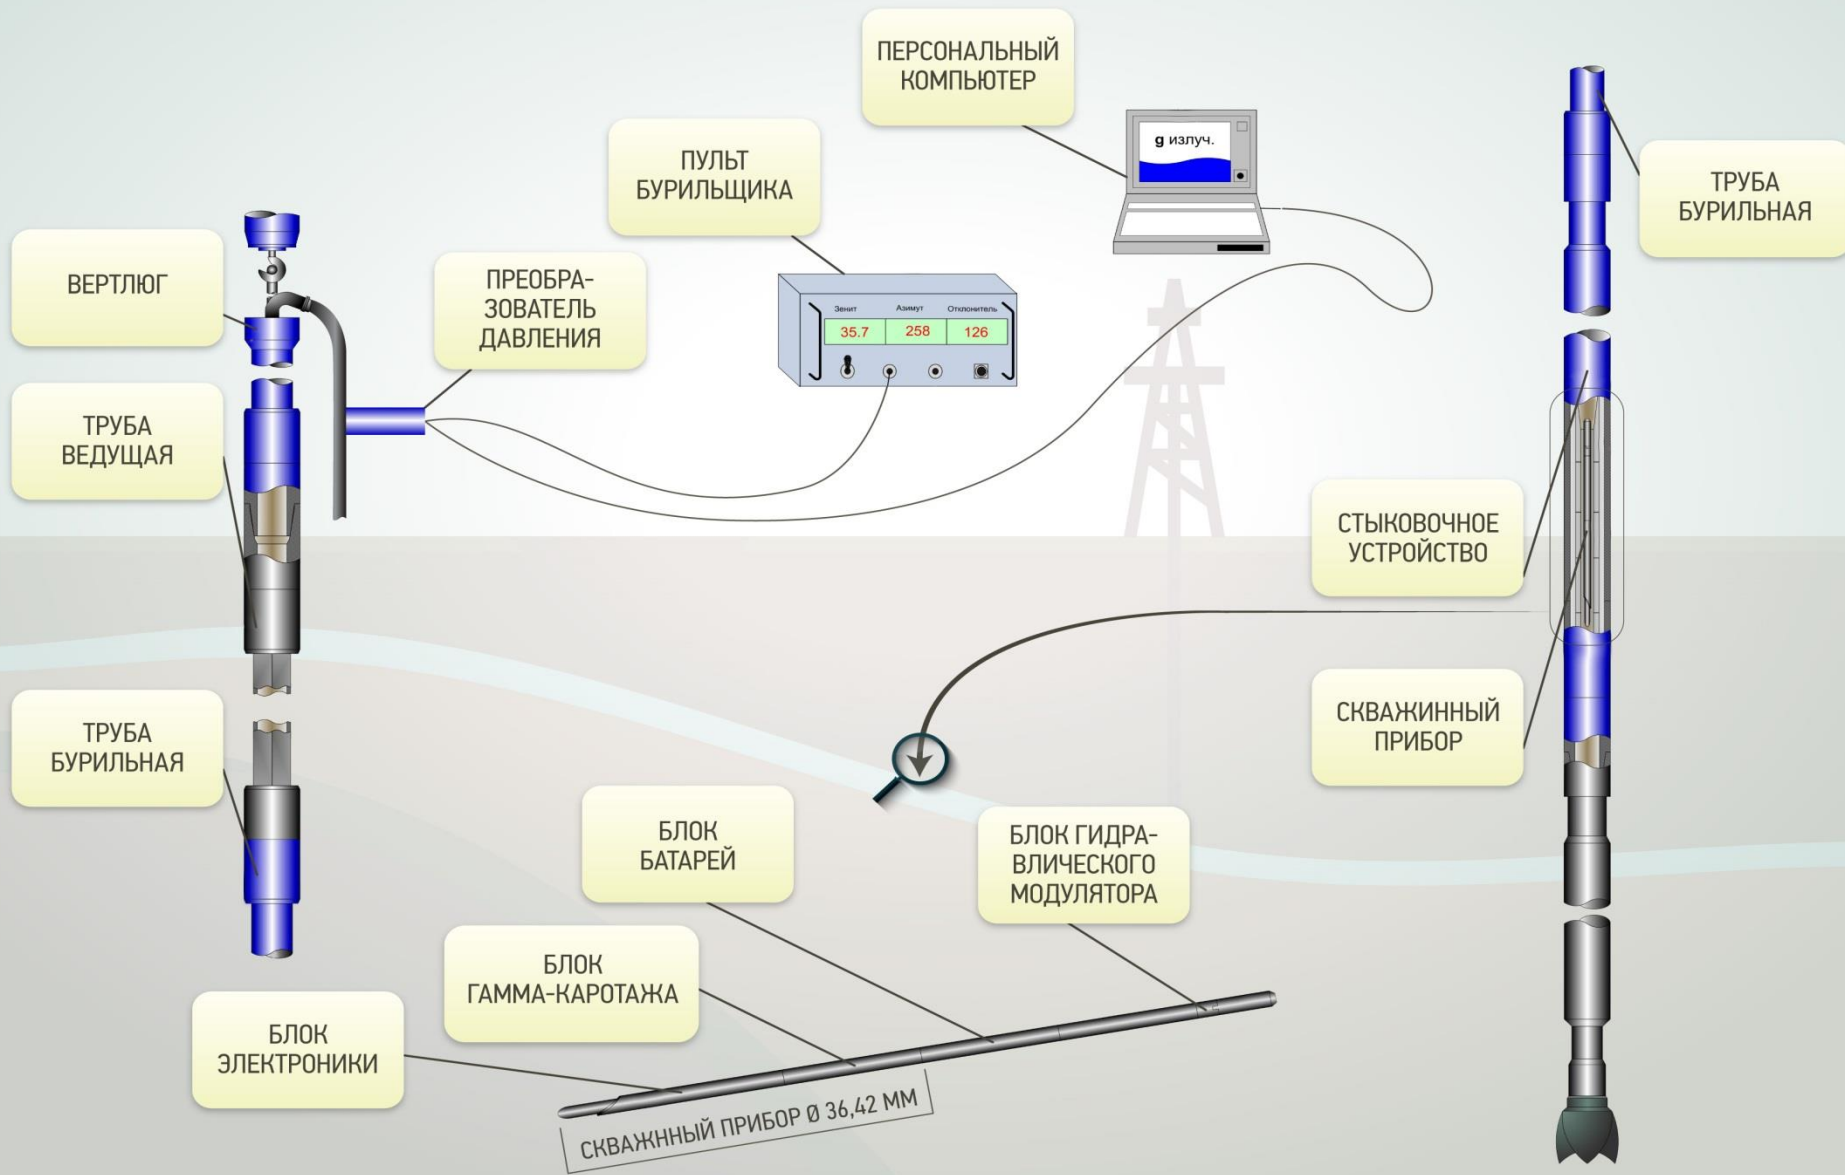 ПЕРСОНАЛЬНЫЙ
КОМПЬЮТЕР
g излуч.
ПУЛЬТ
БУРИЛЬЩИКА
ТРУБА
БУРИЛЬНАЯ
ВЕРТЛЮГ
ПРЕОБРА-
ЗОВАТЕЛЬ
ДАВЛЕНИЯ
Зенит Азимут Отклонитель
35.7 258 126
ТРУБА
ВЕДУЩАЯ
СТЫКОВОЧНОЕ
УСТРОЙСТВО
ТРУБА
БУРИЛЬНАЯ
СКВАЖИННЫЙ
ПРИБОР
БЛОК
БАТАРЕЙ
БЛОК ГИДРА-
ВЛИЧЕСКОГО
МОДУЛЯТОРА
БЛОК
ГАММА-КАРОТАЖА
БЛОК
ЭЛЕКТРОНИКИ
СКВАЖННЫЙ ПРИБОР Ø 36,42 ММ